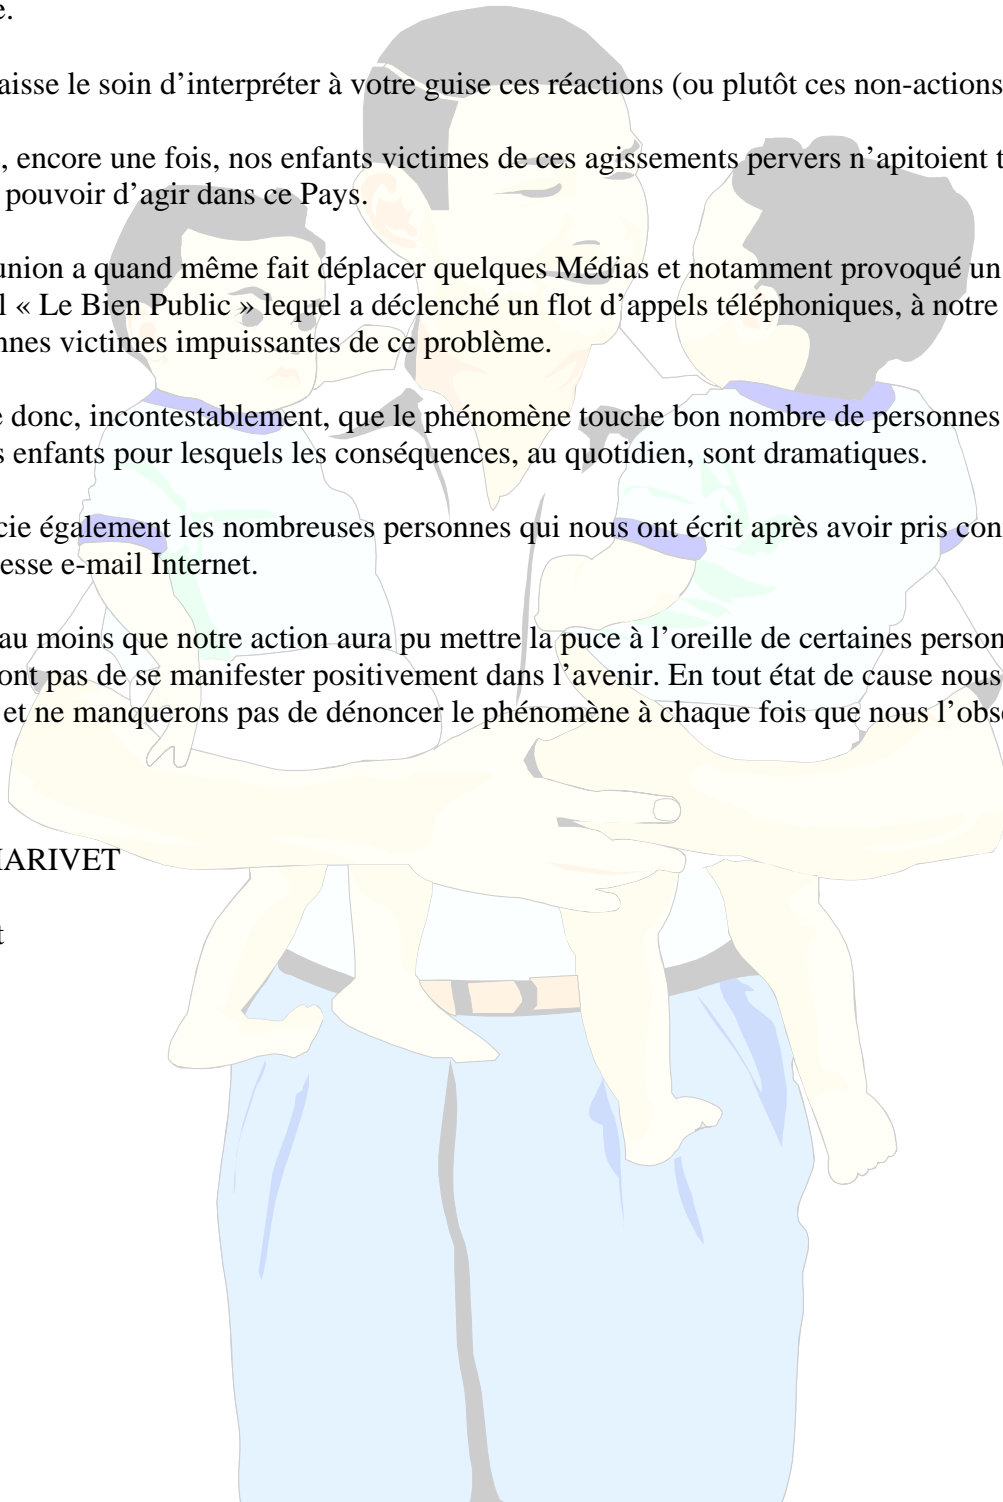 e.
aisse le soin d’interpréter à votre guise ces réactions (ou plutôt ces non-actions
, encore une fois, nos enfants victimes de ces agissements pervers n’apitoient t
pouvoir d’agir dans ce Pays.
union a quand même fait déplacer quelques Médias et notamment provoqué un
l « Le Bien Public » lequel a déclenché un flot d’appels téléphoniques, à notre
nnes victimes impuissantes de ce problème.
e donc, incontestablement, que le phénomène touche bon nombre de personnes
s enfants pour lesquels les conséquences, au quotidien, sont dramatiques.
cie également les nombreuses personnes qui nous ont écrit après avoir pris con
esse e-mail Internet.
au moins que notre action aura pu mettre la puce à l’oreille de certaines person
ont pas de se manifester positivement dans l’avenir. En tout état de cause nous
et ne manquerons pas de dénoncer le phénomène à chaque fois que nous l’obs
HARIVET
t